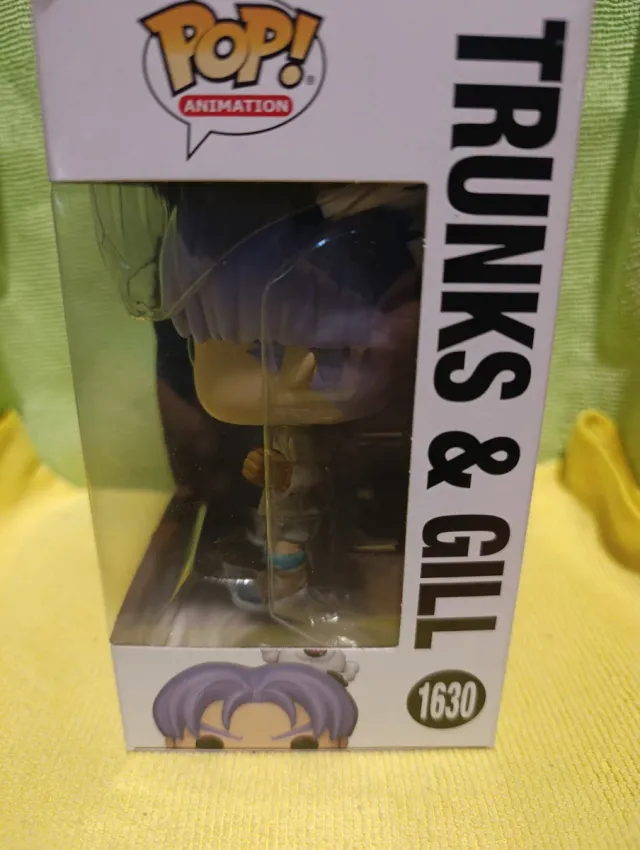 POP!
ANIMATION
TRUNKS & GILL
1630